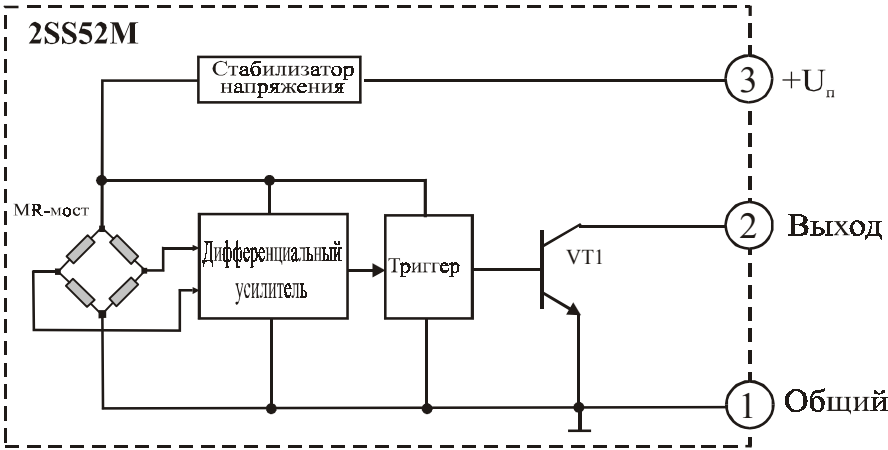 2SS52M
Стабилизатор
напряжения
3 +Uп
MR-мост
Дифференциальный
усилитель
Триггер
VT1
2 Выход
1 Общий